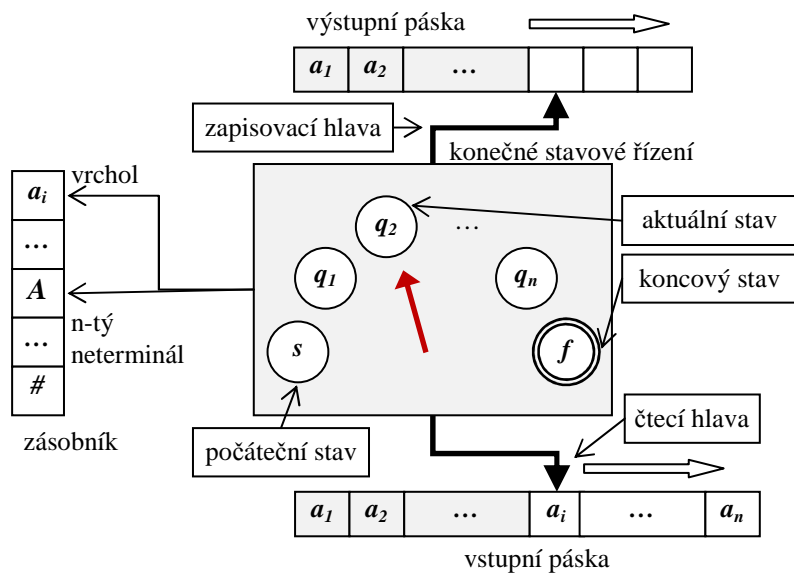 výstupní páska
a1 a2 …
zapisovací hlava
konečné stavové řízení
vrchol
ai
…
A
…
#
n-tý
neterminál
zásobník
q2
…
q1
qn
s
f
aktuální stav
koncový stav
počáteční stav
čtecí hlava
a1 a2 … ai … an
vstupní páska